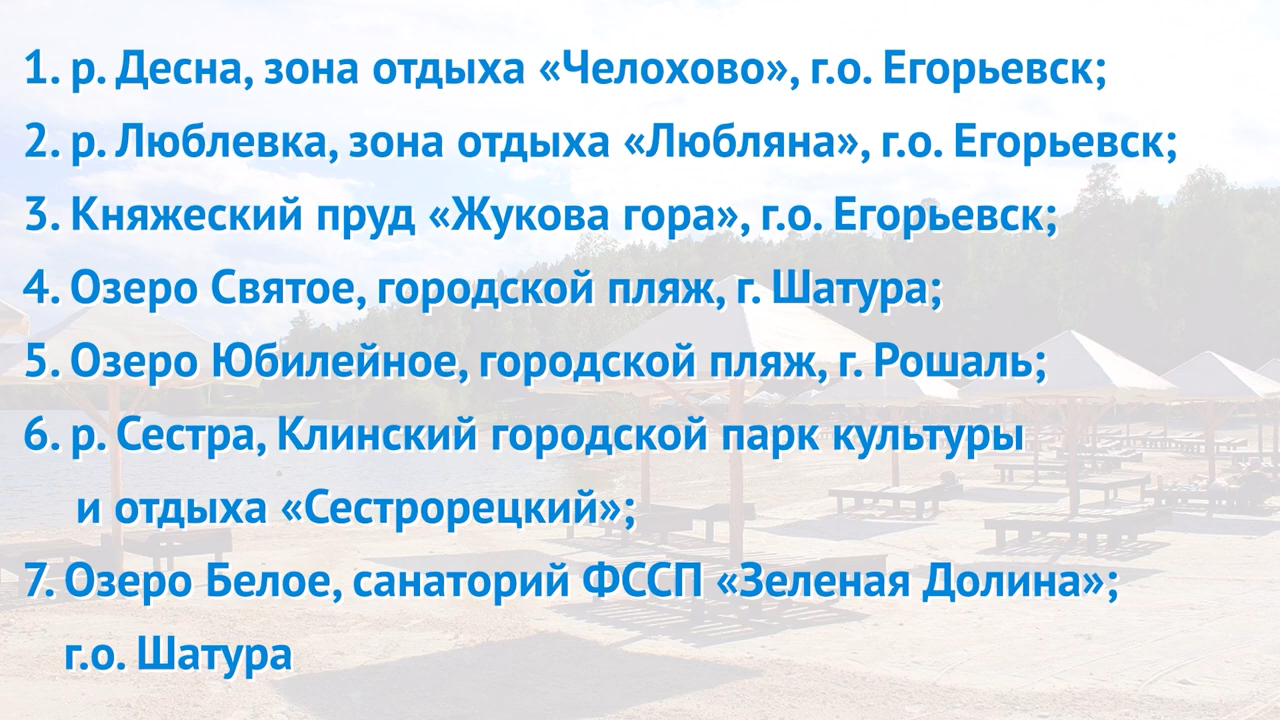 1. р. Десна, зона отдыха «Челохово», г.о. Егорьевск;
2. р. Люблевка, зона отдыха «Любляна», г.о. Егорьевск;
3. Княжеский пруд «Жукова гора», г.о. Егорьевск;
4. Озеро Святое, городской пляж, г. Шатура;
5. Озеро Юбилейное, городской пляж, г. Рошаль;
6. р. Сестра, Клинский городской парк культуры
и отдыха «Сестрорецкий»;
7. Озеро Белое, санаторий ФССП «Зеленая Долина»;
г.о. Шатура